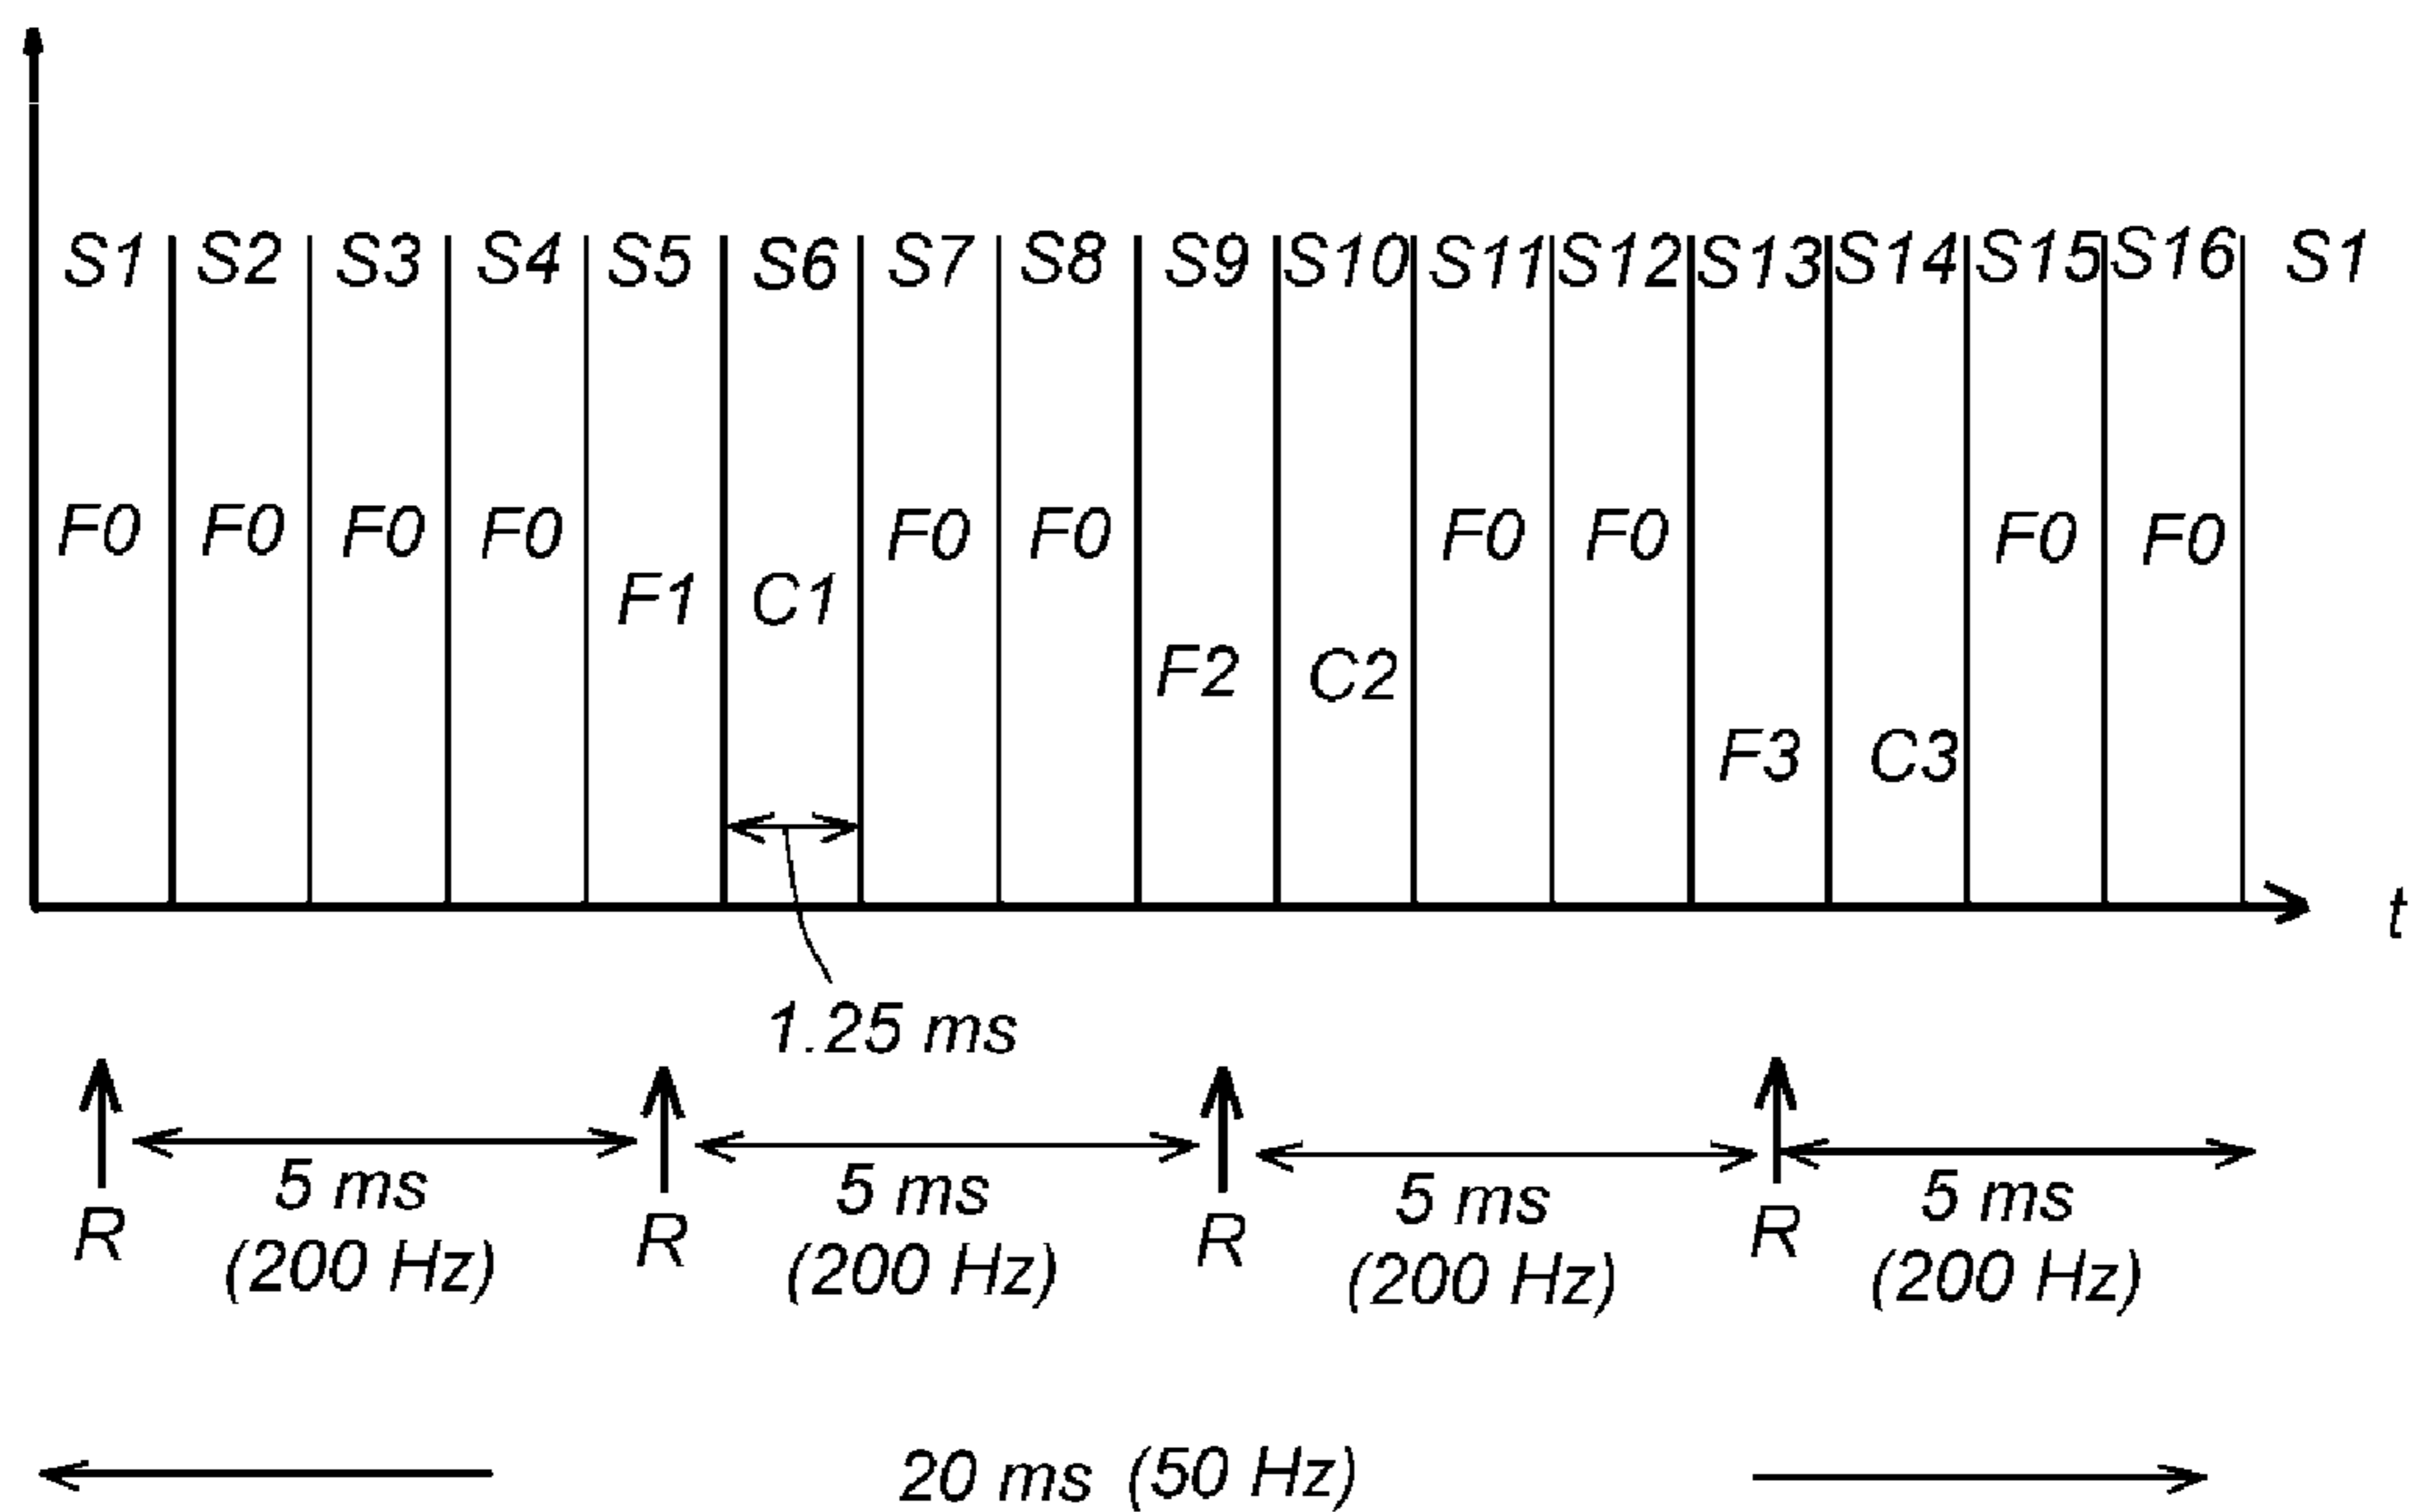 S1 S2 S3 S4 S5 S6 S7 S8 S9 S10 S11 S12 S13 S14 S15 S16 S1
F0 F0 F0 F0 F0 F0 F0 F0 F0 F0
F1 C1
F2 C2
F3 C3
t
1.25 ms
5 ms 5 ms 5 ms 5 ms
R R R R
(200 Hz) (200 Hz) (200 Hz) (200 Hz)
20 ms (50 Hz)